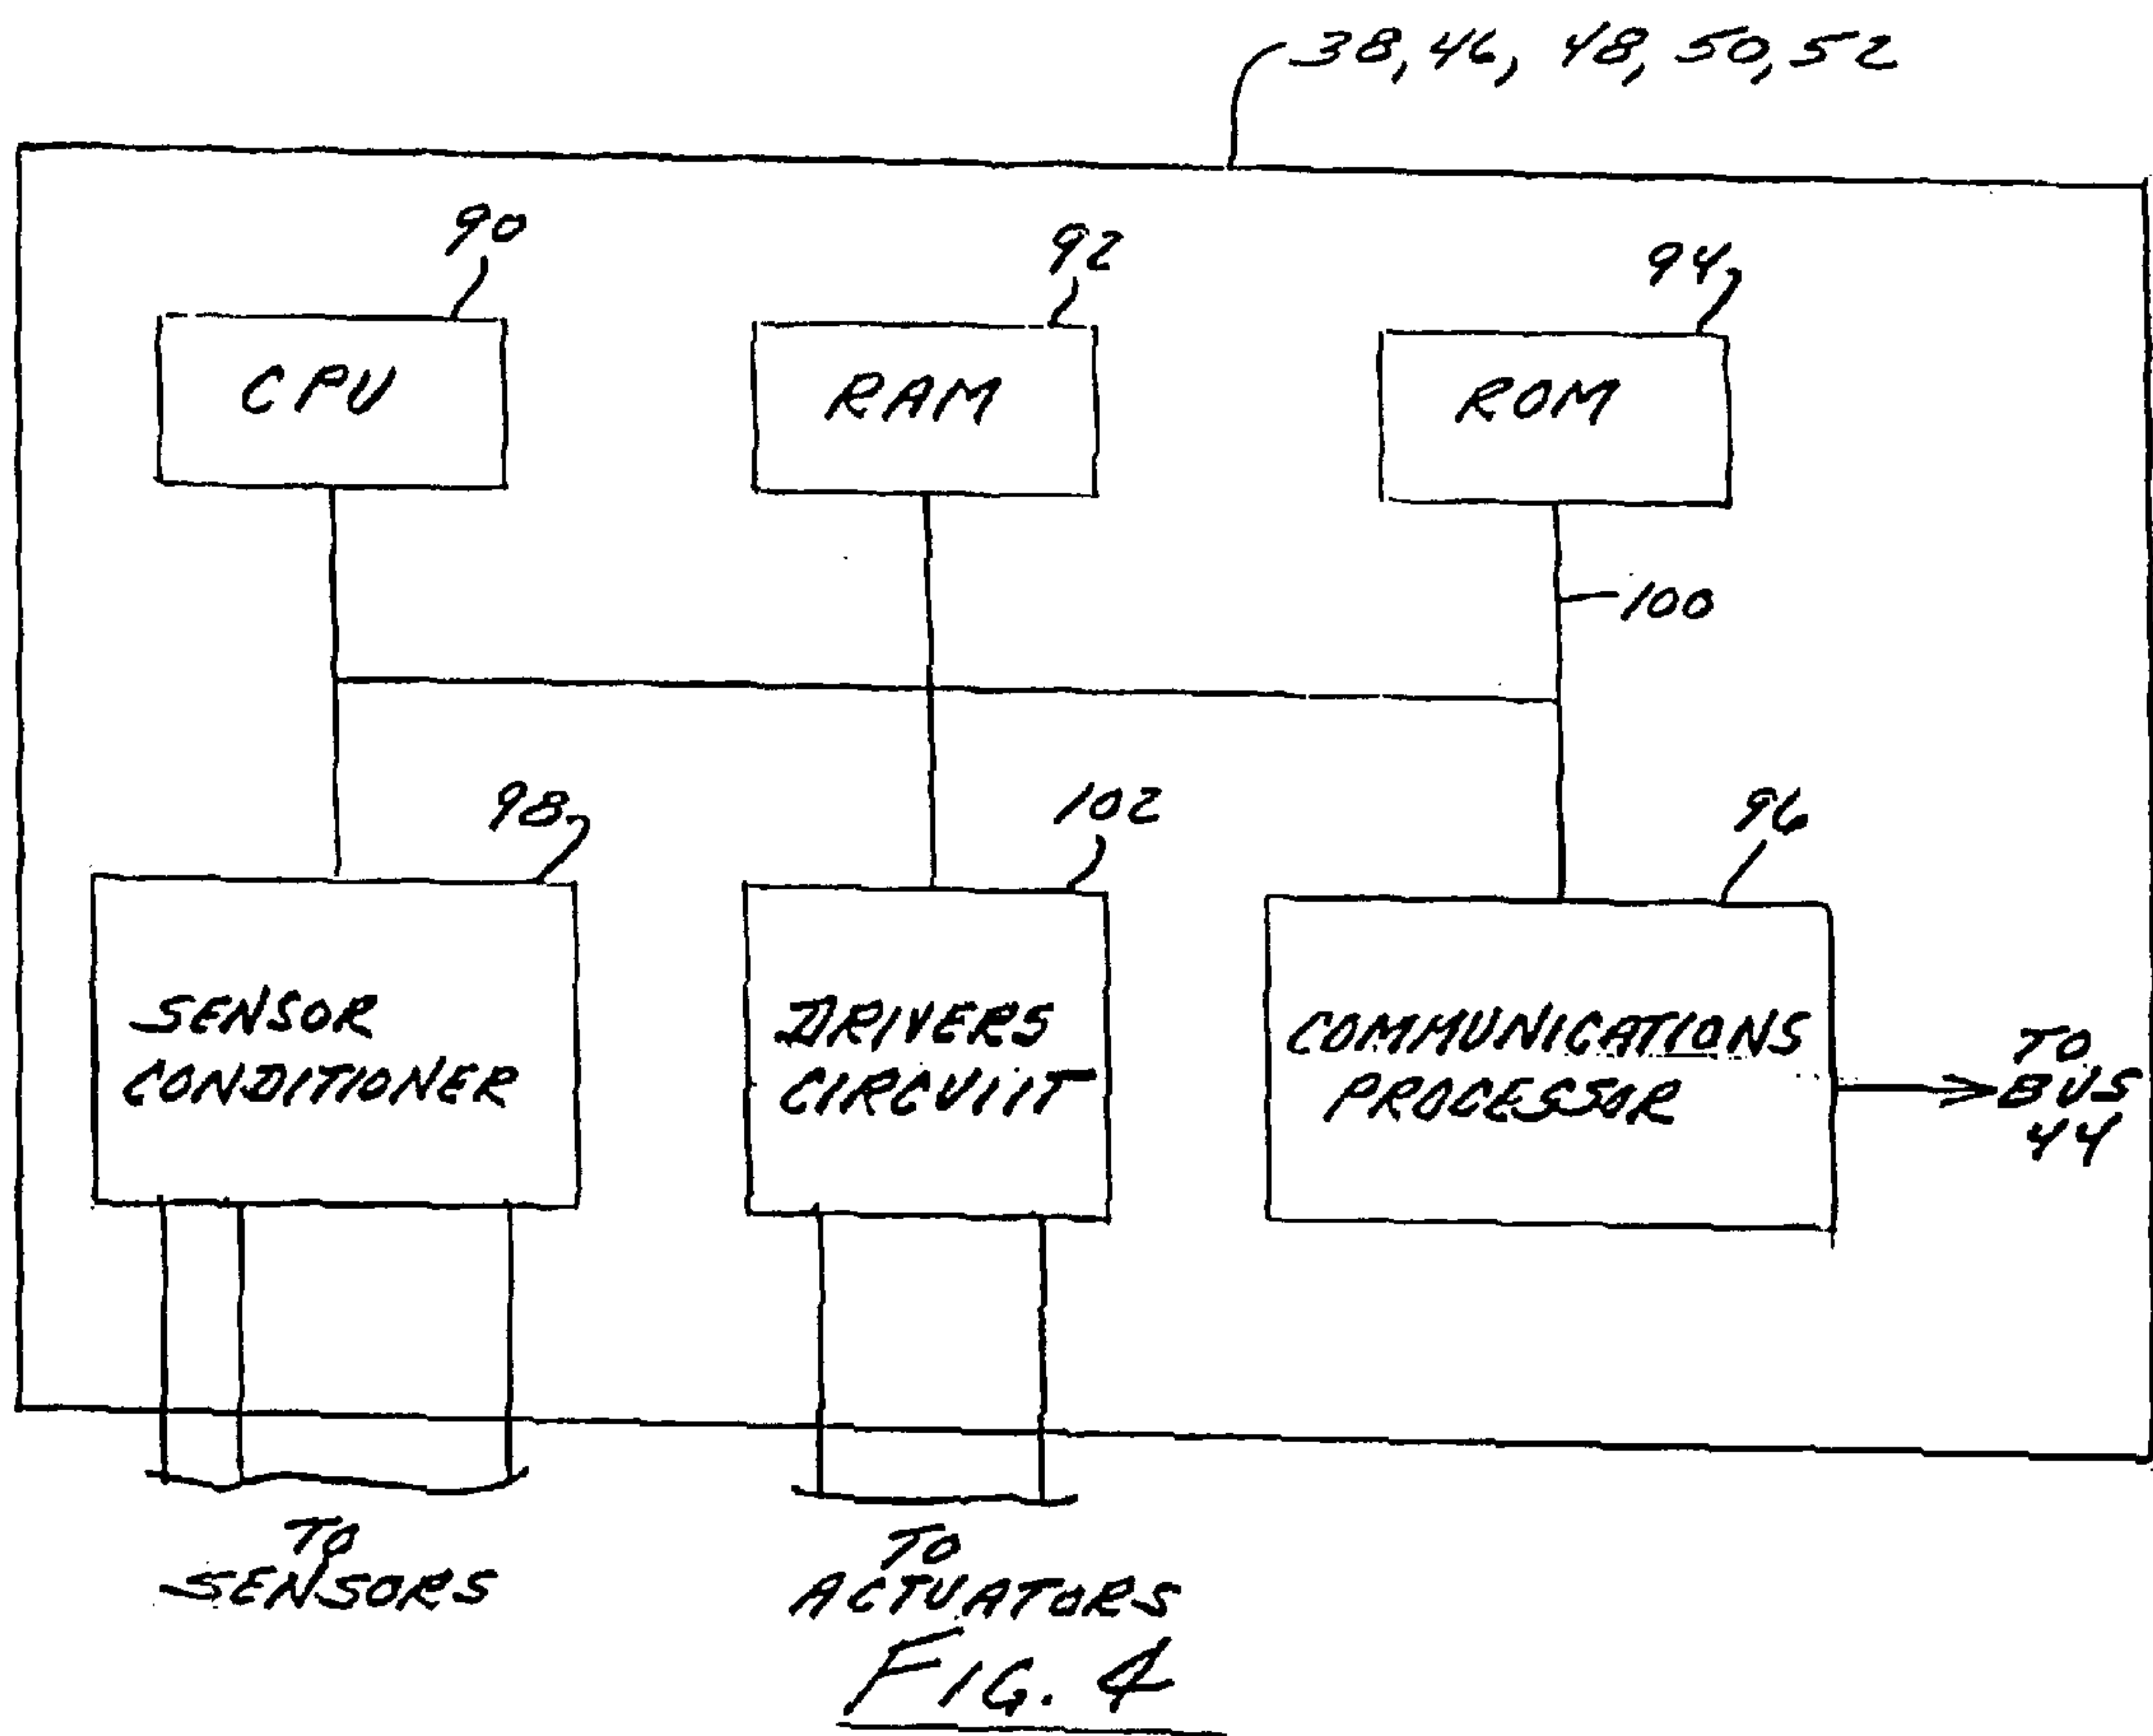 38, 46, 48, 50, 52
90
92
94
CPU
RAM
ROM
100
98
102
96
SENSOR
CONDITIONER
DRIVERS
CIRCUIIT
COMMUNICATIONS
PROCESSOR
TO
BUS
44
TO
SENSORS
TO
ACTUATORS
FIG. 4